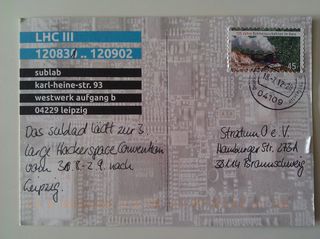 LHC III
120830 .. 120902
sublab
karl-heine-str. 93
westwerk aufgang b
04229 leipzig
Das sublab lädt zur 3.
Large Hackerspace Convention
vom 30.8.-2.9. nach
Leipzig.
45
04109
Stratum 0 e.V.
Hamburger Str. 273A
38114 Braunschweig